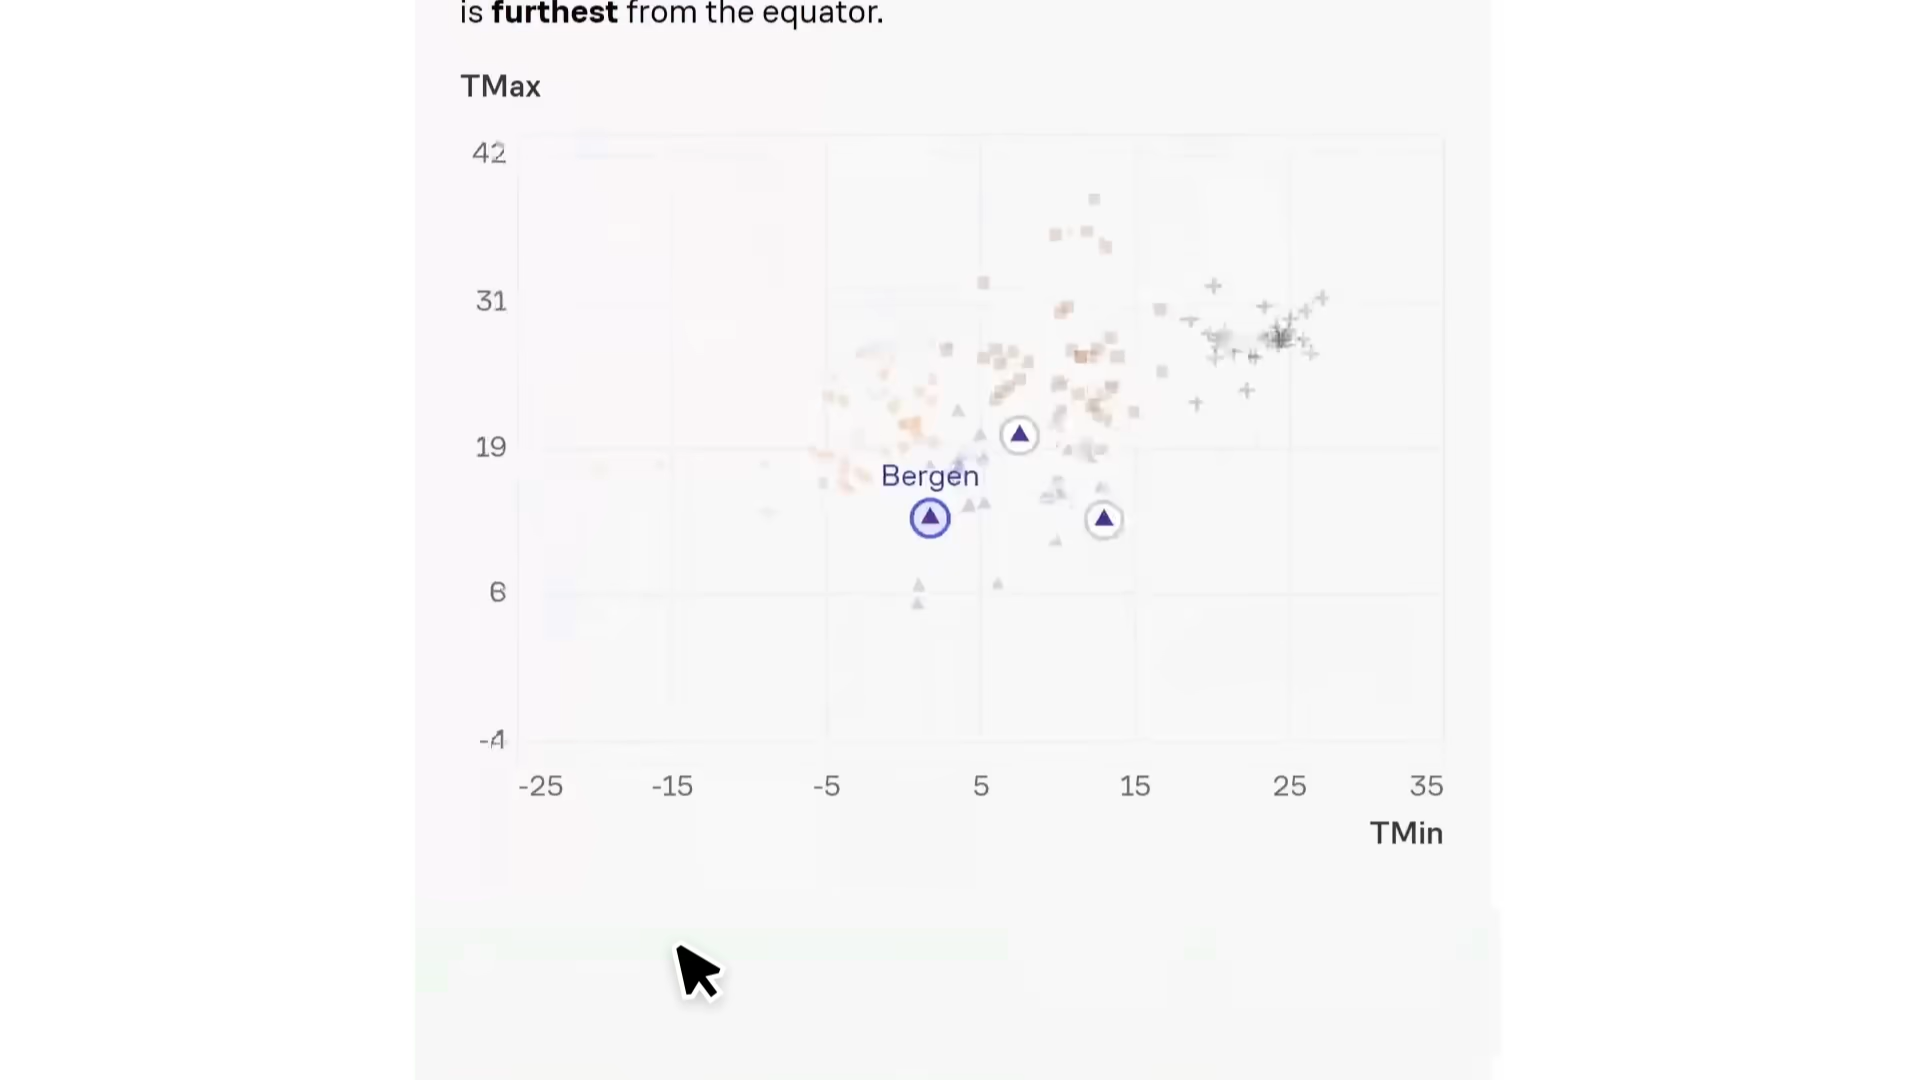 is furthest from the equator.
TMax
42
31
19
Bergen
6
-4
-25 -15 -5 5 15 25 35
TMin